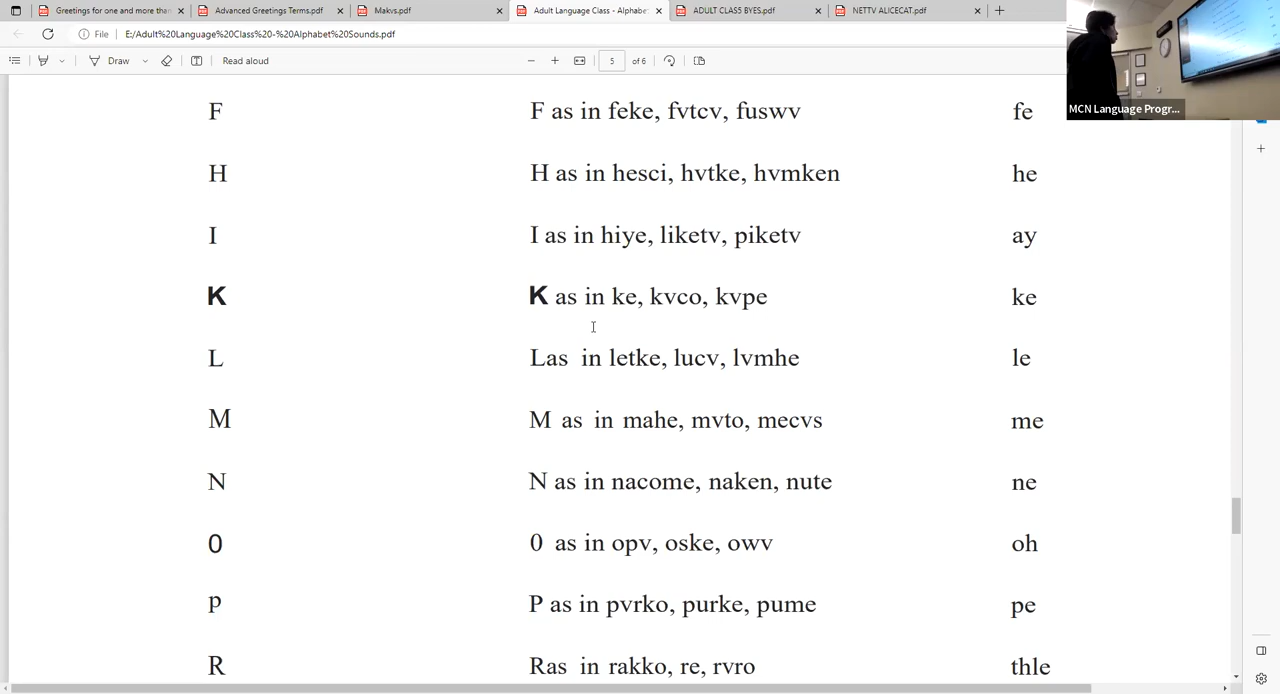 Greetings for one and more than
Advanced Greetings Terms.pdf
Makvs.pdf
Adult Language Class - Alphabe
ADULT CLAS5 BYES.pdf
NETTV ALICECAT.pdf
File E:/Adult%20Language%20Class%20-%20Alphabet%20Sounds.pdf
Draw Read aloud 5 of 6
MCN Language Progr...
F F as in feke, fvtcv, fuswv fe
H H as in hesci, hvtke, hvmken he
I I as in hiye, liketv, piketv ay
K K as in ke, kvco, kvpe ke
L Las in letke, lucv, lvmhe le
M M as in mahe, mvto, mecvs me
N N as in nacome, naken, nute ne
0 0 as in opv, oske, owv oh
p P as in pvrko, purke, pume pe
R Ras in rakko, re, rvro thle